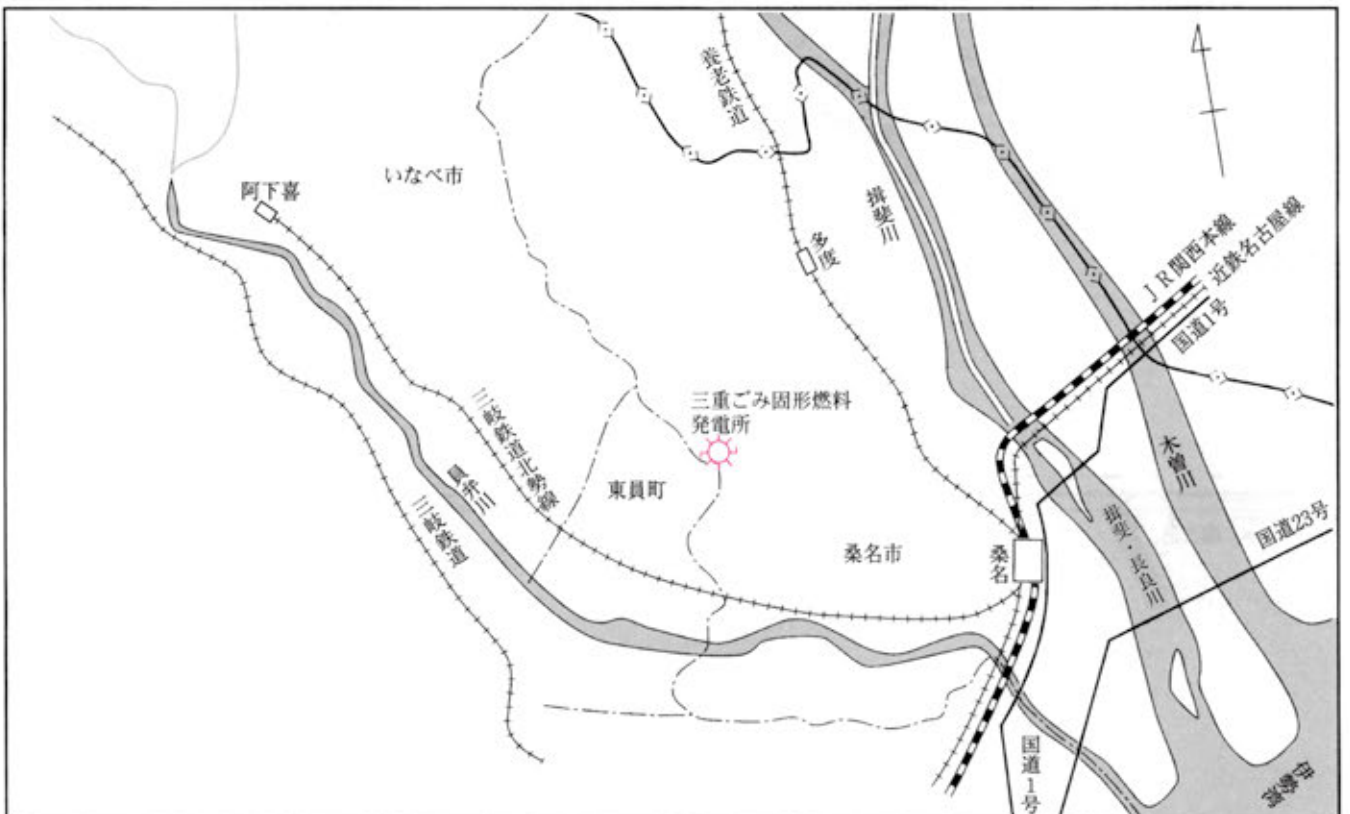 養老鉄道
いなべ市
阿下喜
揖斐川
多度
JR関西本線
近鉄名古屋線
国道1号
三重ごみ固形燃料
発電所
三岐鉄道北勢線
員弁川
三岐鉄道
東員町
桑名市
桑名
木曽川
揖斐・長良川
国道23号
国道1号
伊勢湾